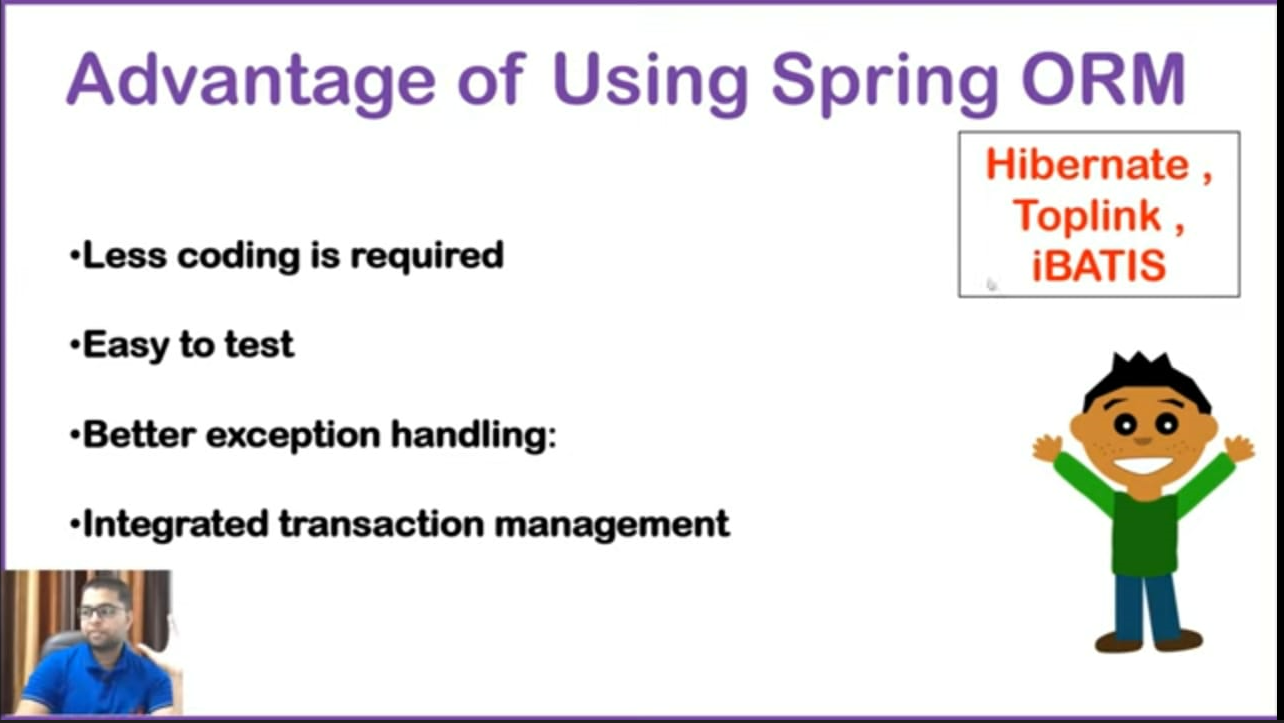 Advantage of Using Spring ORM
Hibernate ,
Toplink ,
iBATIS
•Less coding is required
•Easy to test
•Better exception handling:
•Integrated transaction management